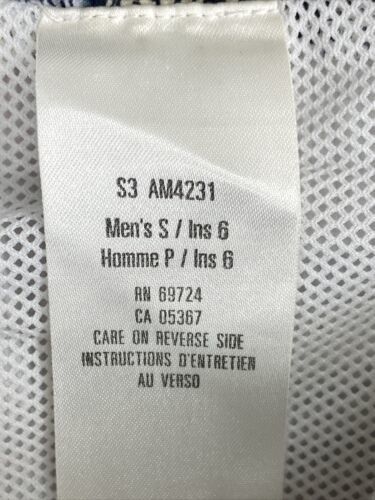 S3 AM4231
Men's S / Ins 6
Homme P / Ins 6
RN 69724
CA 05367
CARE ON REVERSE SIDE
INSTRUCTIONS D'ENTRETIEN
AU VERSO